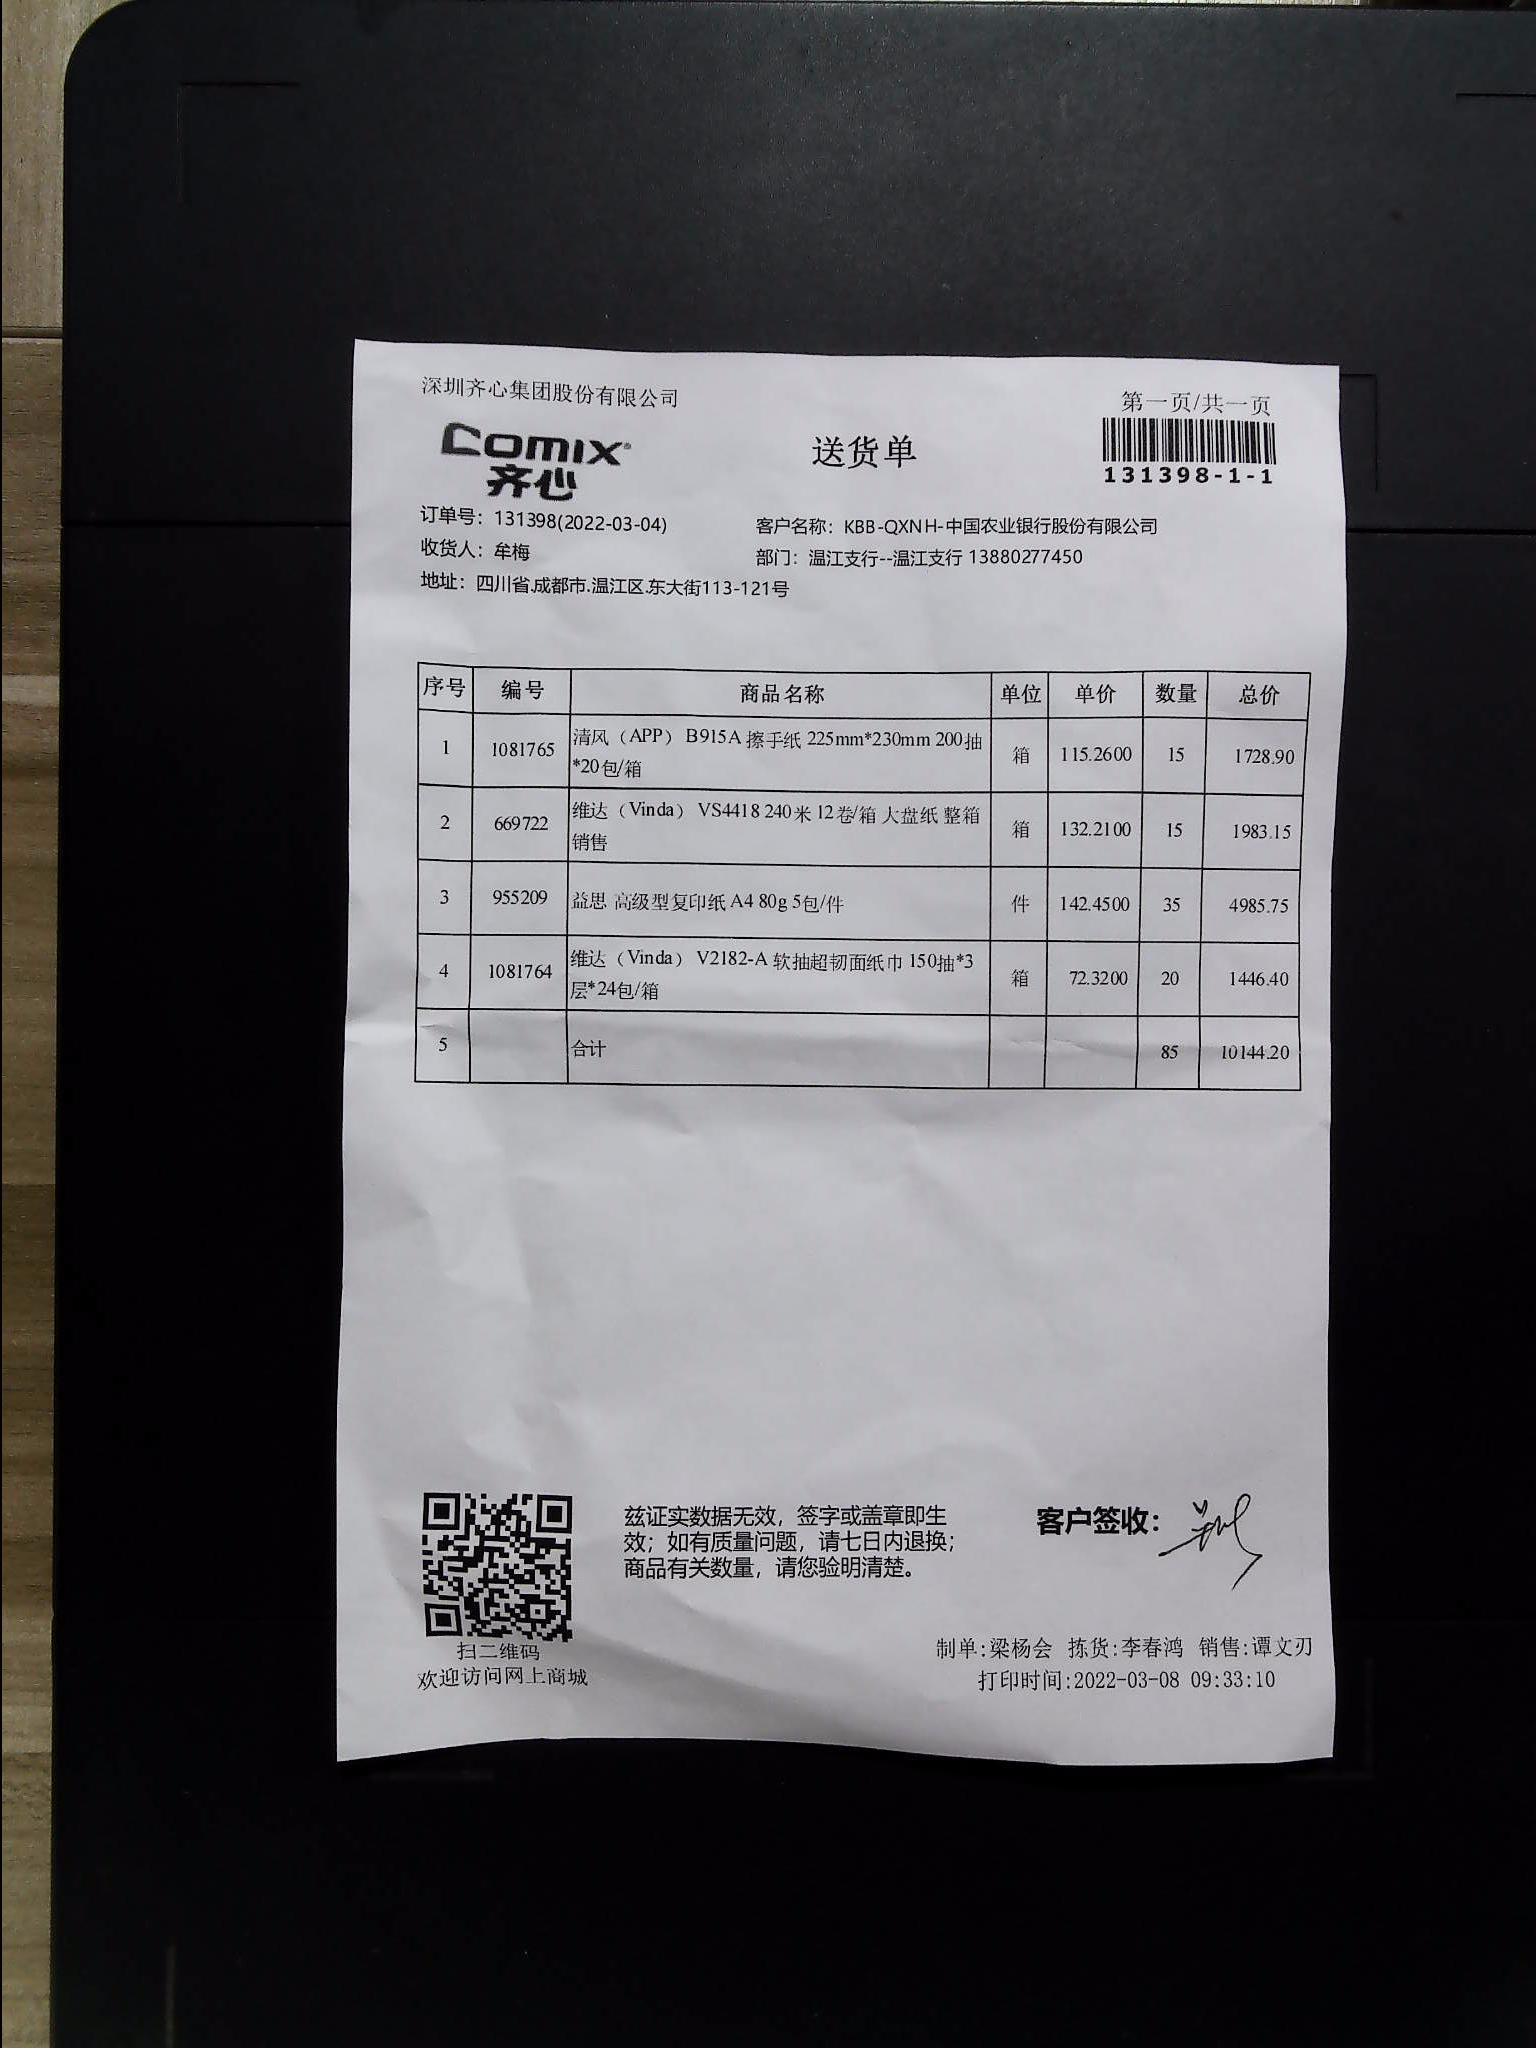 深圳齐心集团股份有限公司
第一页/共一页
comix®
齐心
送货单
131398-1-1
订单号：131398(2022-03-04)
客户名称：KBB-QXNH-中国农业银行股份有限公司
收货人：牟梅
部门：温江支行--温江支行 13880277450
地址：四川省.成都市.温江区.东大街113-121号
序号 编号 商品名称 单位 单价 数量 总价
1 1081765 清风（APP）B915A 擦手纸 225mm*230mm 200抽
*20包/箱 箱 115.2600 15 1728.90
2 669722 维达（Vinda）VS4418 240米 12卷/箱 大盘纸 整箱
销售 箱 132.2100 15 1983.15
3 955209 益思 高级型复印纸 A4 80g 5包/件 件 142.4500 35 4985.75
4 1081764 维达（Vinda）V2182-A 软抽超韧面纸巾 150抽*3
层*24包/箱 箱 72.3200 20 1446.40
5 合计 85 10144.20
兹证实数据无效，签字或盖章即生
效；如有质量问题，请七日内退换；
商品有关数量，请您验明清楚。
客户签收：
扫二维码
欢迎访问网上商城
制单:梁杨会 拣货:李春鸿 销售:谭文刃
打印时间:2022-03-08 09:33:10